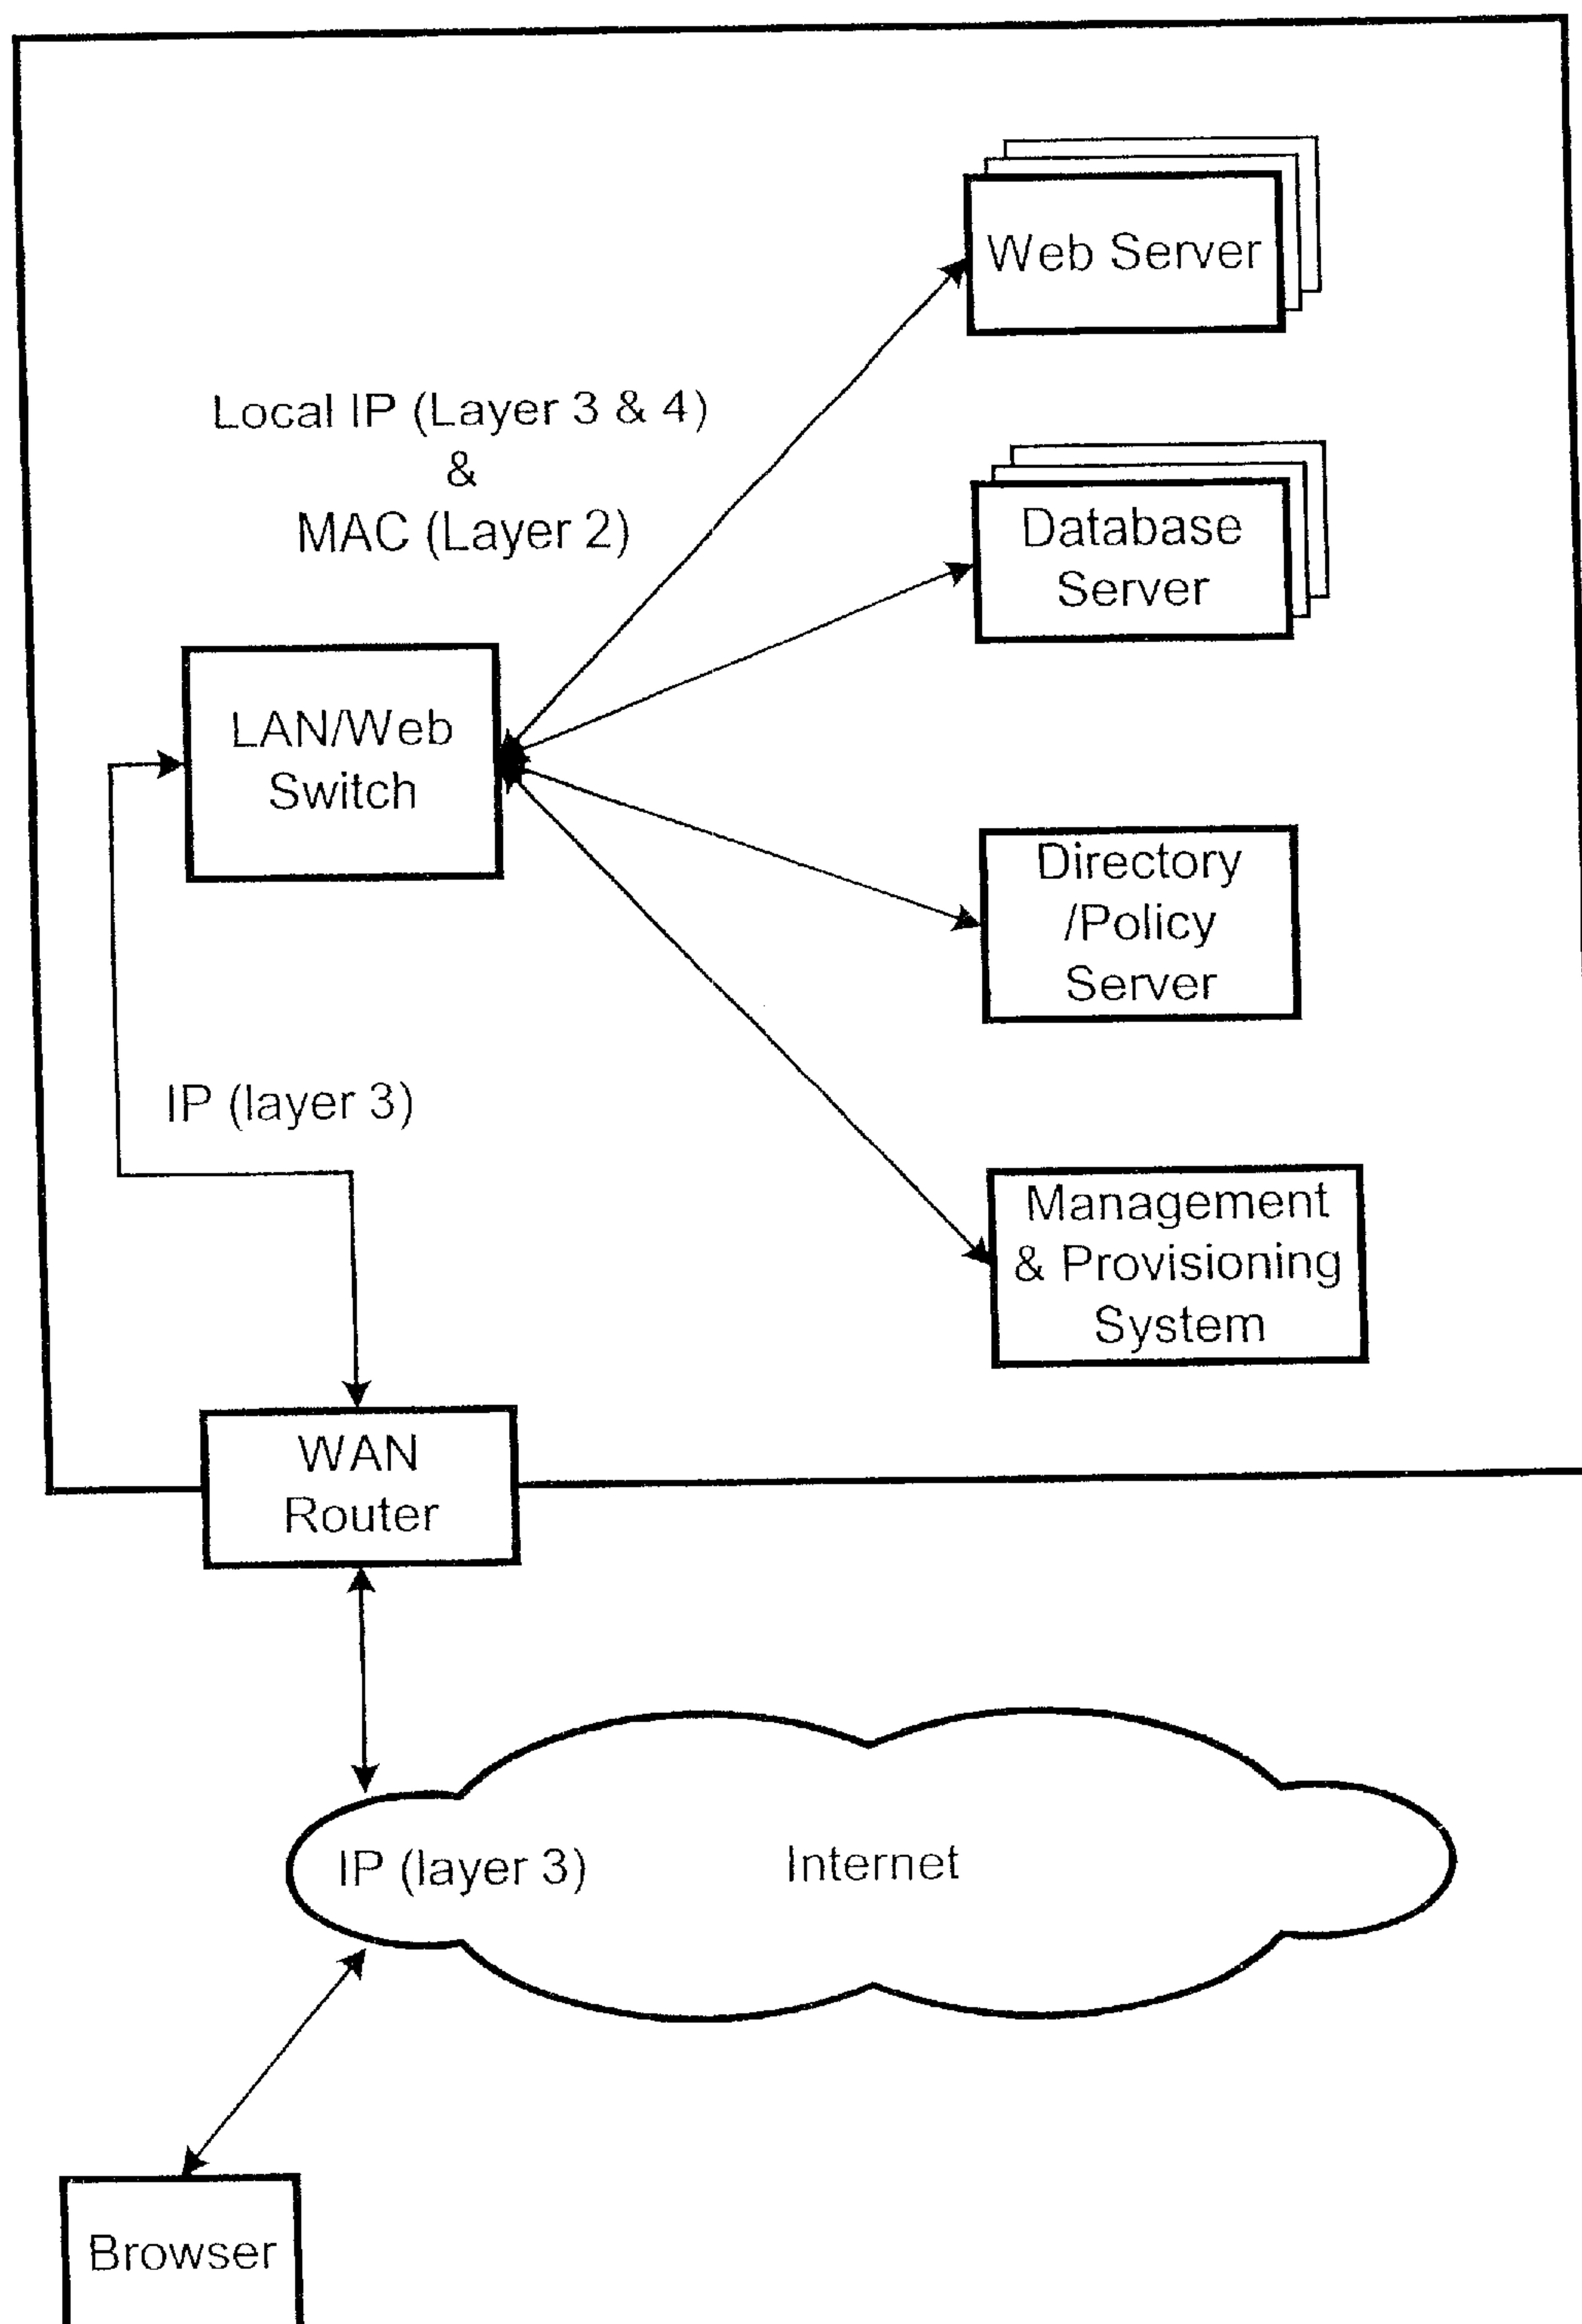 Web Server
Local IP (Layer 3 & 4)
&
MAC (Layer 2)
Database
Server
LAN/Web
Switch
Directory
/Policy
Server
IP (layer 3)
Management
& Provisioning
System
WAN
Router
IP (layer 3)
Internet
Browser